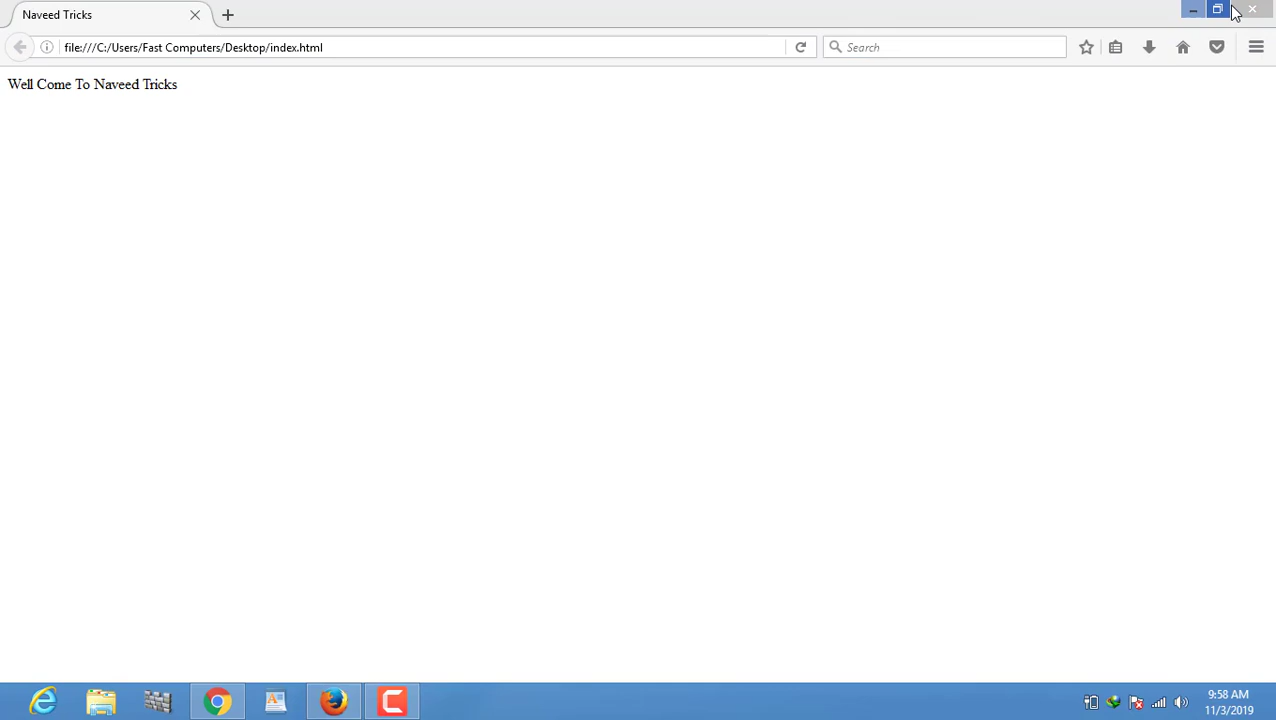 Naveed Tricks
file:///C:/Users/Fast Computers/Desktop/index.html
Search
Well Come To Naveed Tricks
9:58 AM
11/3/2019